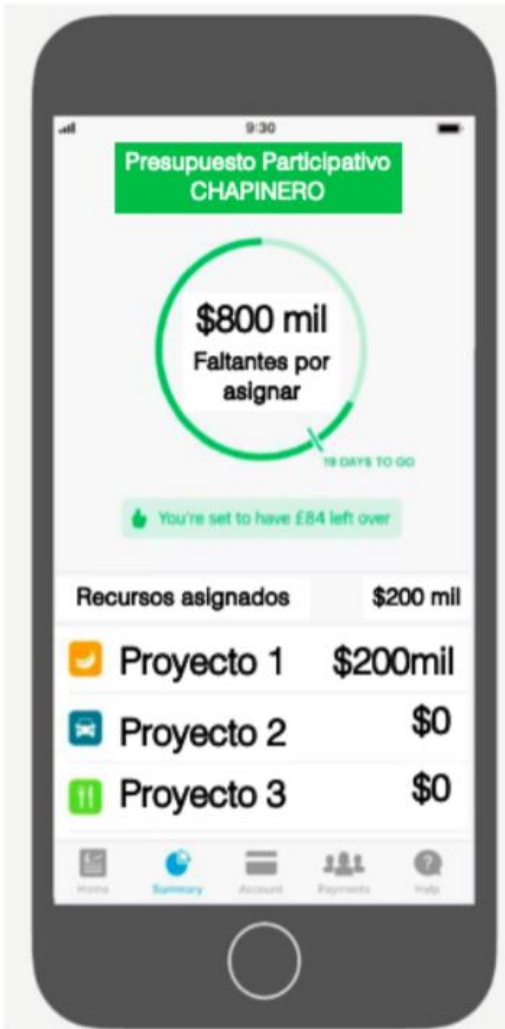 9:30
Presupuesto Participativo
CHAPINERO
$800 mil
Faltantes por
asignar
19 DAYS TO GO
You're set to have £84 left over
Recursos asignados $200 mil
Proyecto 1 $200mil
Proyecto 2 $0
Proyecto 3 $0
Home Summary Account Payments Help